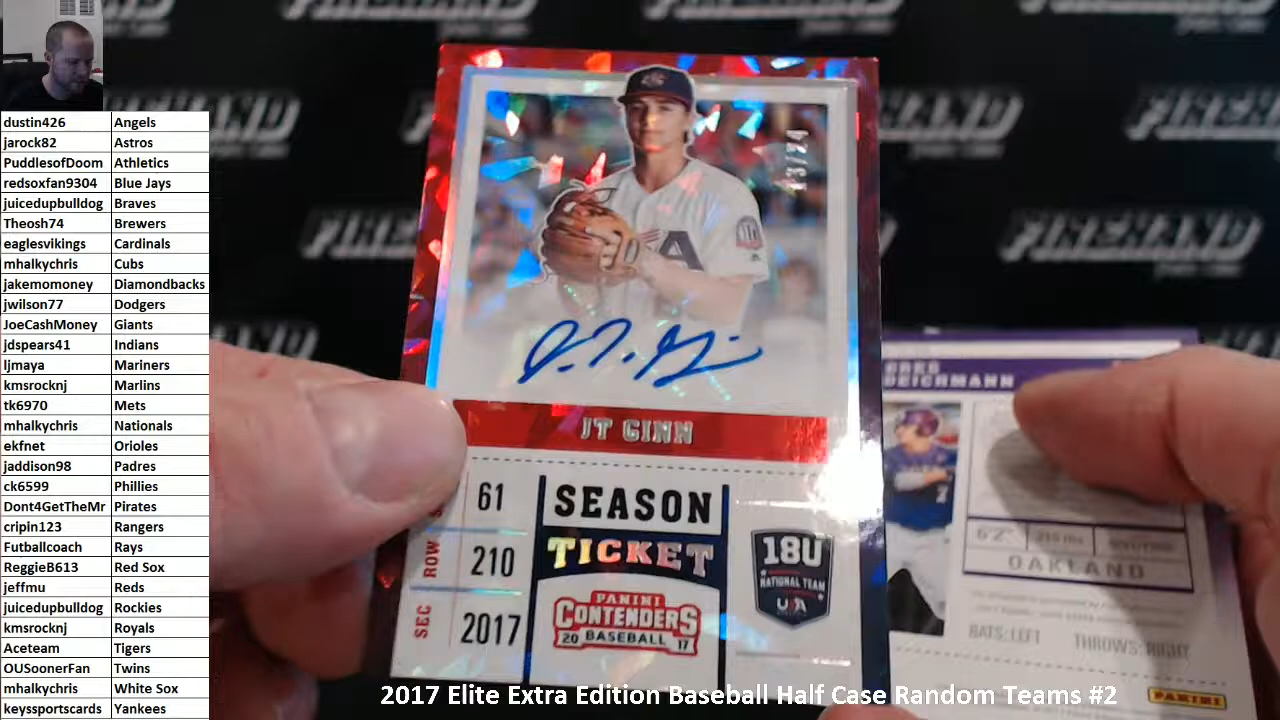 dustin426 Angels
jarock82 Astros
PuddlesofDoom Athletics
redsoxfan9304 Blue Jays
juicedupbulldog Braves
Theosh74 Brewers
eaglesvikings Cardinals
mhalkychris Cubs
jakemomoney Diamondbacks
jwilson77 Dodgers
JoeCashMoney Giants
jdspears41 Indians
ljmaya Mariners
kmsrocknj Marlins
tk6970 Mets
mhalkychris Nationals
ekfnet Orioles
jaddison98 Padres
ck6599 Phillies
Dont4GetTheMr Pirates
cripin123 Rangers
Futballcoach Rays
ReggieB613 Red Sox
jeffmu Reds
juicedupbulldog Rockies
kmsrocknj Royals
Aceteam Tigers
OUSoonerFan Twins
mhalkychris White Sox
keyssportscards Yankees
FIREHAND
J. T. Ginn
JT GINN
61
ROW 210
SEC 2017
SEASON
TICKET
PANINI
CONTENDERS
20 BASEBALL 17
18U
NATIONAL TEAM
USA
DEICHMANN
6'2"
OAKLAND
BATS: LEFT THROWS: RIGHT
PANINI
2017 Elite Extra Edition Baseball Half Case Random Teams #2